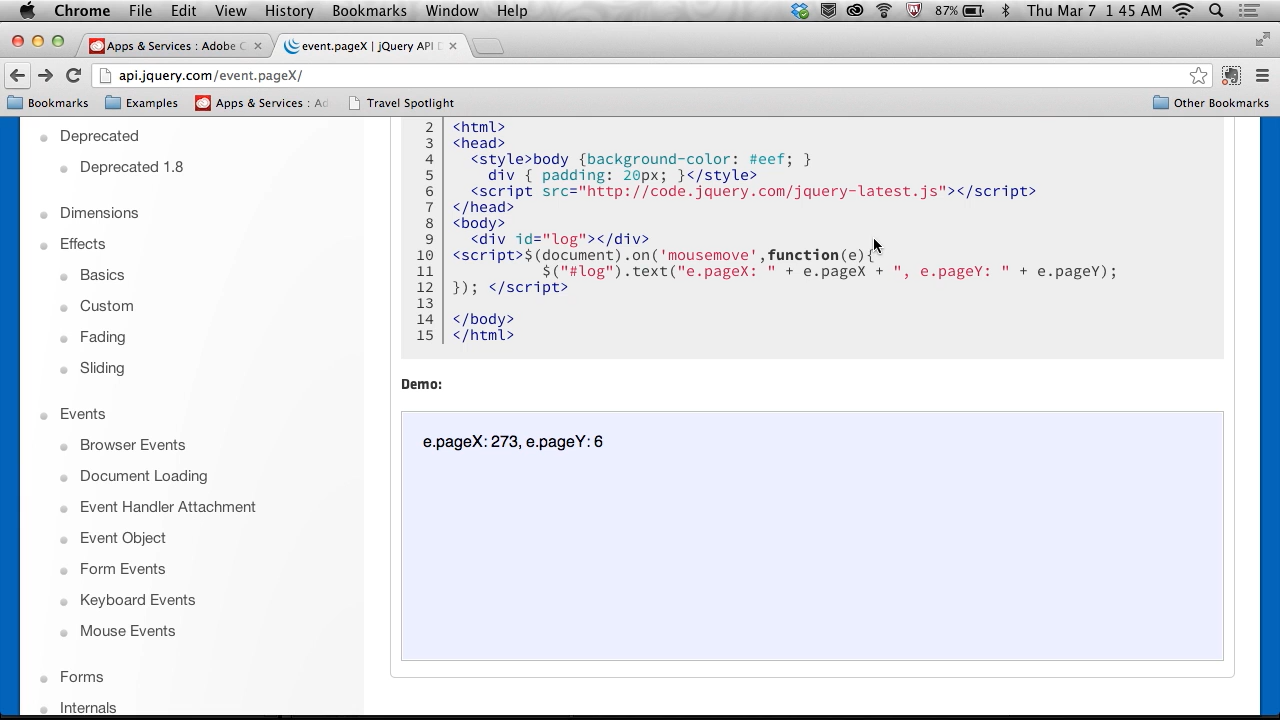 Chrome File Edit View History Bookmarks Window Help 87% Thu Mar 7 1:45 AM
Apps & Services : Adobe C × event.pageX | jQuery API D ×
api.jquery.com/event.pageX/
Bookmarks Examples Apps & Services : Ad Travel Spotlight Other Bookmarks
Deprecated
Deprecated 1.8
Dimensions
Effects
Basics
Custom
Fading
Sliding
Events
Browser Events
Document Loading
Event Handler Attachment
Event Object
Form Events
Keyboard Events
Mouse Events
Forms
Internals
2 <html>
3 <head>
4 <style>body {background-color: #eef; }
5 div { padding: 20px; }</style>
6 <script src="http://code.jquery.com/jquery-latest.js"></script>
7 </head>
8 <body>
9 <div id="log"></div>
10 <script>$(document).on('mousemove',function(e){
11 $("#log").text("e.pageX: " + e.pageX + ", e.pageY: " + e.pageY);
12 }); </script>
13
14 </body>
15 </html>
Demo:
e.pageX: 273, e.pageY: 6